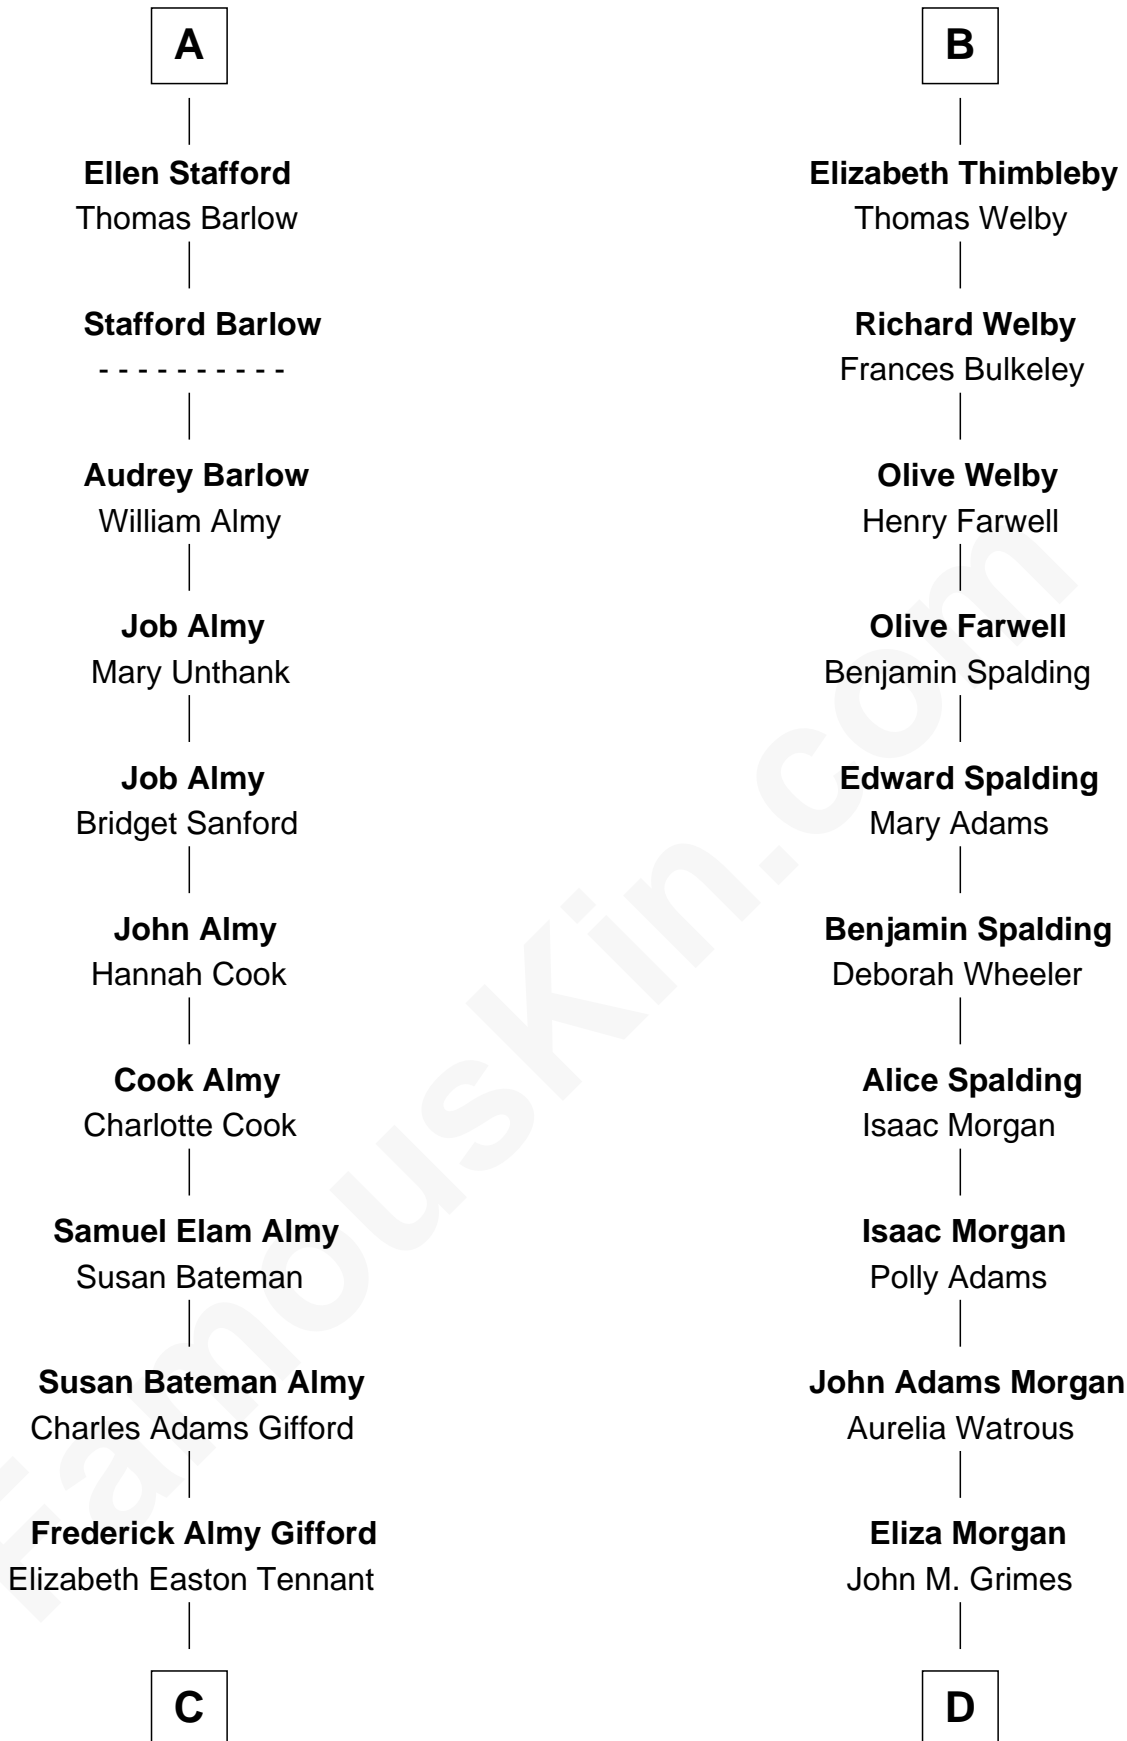 A
Ellen Stafford
Thomas Barlow
Stafford Barlow
- - - - - - - - - -
Audrey Barlow
William Almy
Job Almy
Mary Unthank
Job Almy
Bridget Sanford
John Almy
Hannah Cook
Cook Almy
Charlotte Cook
Samuel Elam Almy
Susan Bateman
Susan Bateman Almy
Charles Adams Gifford
Frederick Almy Gifford
Elizabeth Easton Tennant
C
B
Elizabeth Thimbleby
Thomas Welby
Richard Welby
Frances Bulkeley
Olive Welby
Henry Farwell
Olive Farwell
Benjamin Spalding
Edward Spalding
Mary Adams
Benjamin Spalding
Deborah Wheeler
Alice Spalding
Isaac Morgan
Isaac Morgan
Polly Adams
John Adams Morgan
Aurelia Watrous
Eliza Morgan
John M. Grimes
D
FamousKin.com